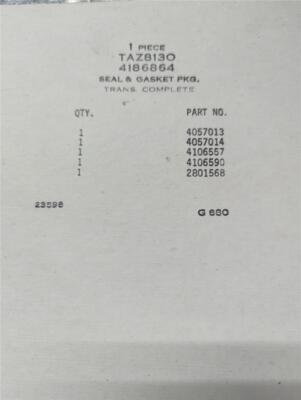 1 PIECE
TAZ8130
4186864
SEAL & GASKET PKG.
TRANS. COMPLETE
QTY. PART NO.
1 4057013
1 4057014
1 4106557
1 4106590
1 2801568
23598 G 680